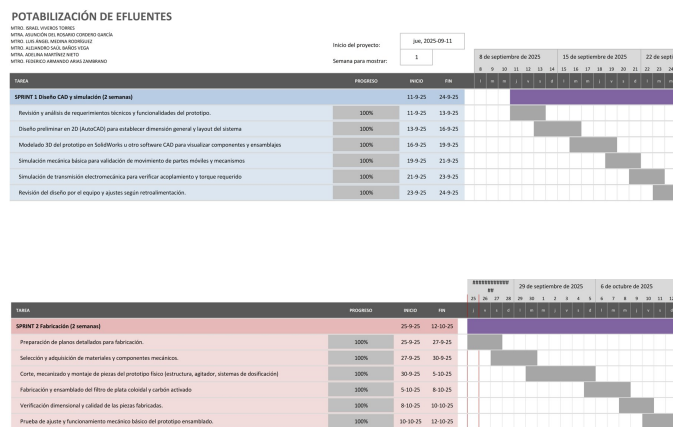 POTABILIZACIÓN DE EFLUENTES
MTRO. ISRAEL VIVEROS TORRES
MTRA. ASUNCIÓN DEL ROSARIO CORDERO GARCÍA
MTRO. LUIS ÁNGEL MEDINA RODRÍGUEZ
MTRO. ALEJANDRO SAÚL BAÑOS VEGA
MTRA. ADELINA MARTÍNEZ NIETO
MTRO. FEDERICO ARMANDO ARIAS ZAMBRANO
Inicio del proyecto: jue, 2025-09-11
Semana para mostrar: 1
8 de septiembre de 2025 15 de septiembre de 2025 22 de septi
8 9 10 11 12 13 14 15 16 17 18 19 20 21 22 23 24
TAREA PROGRESO INICIO FIN l m m j v s d l m m j v s d l m m
SPRINT 1 Diseño CAD y simulación (2 semanas) 11-9-25 24-9-25
Revisión y análisis de requerimientos técnicos y funcionalidades del prototipo. 100% 11-9-25 13-9-25
Diseño preliminar en 2D (AutoCAD) para establecer dimensión general y layout del sistema 100% 13-9-25 16-9-25
Modelado 3D del prototipo en SolidWorks u otro software CAD para visualizar componentes y ensamblajes 100% 16-9-25 19-9-25
Simulación mecánica básica para validación de movimiento de partes móviles y mecanismos 100% 19-9-25 21-9-25
Simulación de transmisión electromecánica para verificar acoplamiento y torque requerido 100% 21-9-25 23-9-25
Revisión del diseño por el equipo y ajustes según retroalimentación. 100% 23-9-25 24-9-25
############
##
29 de septiembre de 2025 6 de octubre de 2025
25 26 27 28 29 30 1 2 3 4 5 6 7 8 9 10 11 12
TAREA PROGRESO INICIO FIN j v s d l m m j v s d l m m j v s d
SPRINT 2 Fabricación (2 semanas) 25-9-25 12-10-25
Preparación de planos detallados para fabricación. 100% 25-9-25 27-9-25
Selección y adquisición de materiales y componentes mecánicos. 100% 27-9-25 30-9-25
Corte, mecanizado y montaje de piezas del prototipo físico (estructura, agitador, sistemas de dosificación) 100% 30-9-25 5-10-25
Fabricación y ensamblado del filtro de plata coloidal y carbón activado 100% 5-10-25 8-10-25
Verificación dimensional y calidad de las piezas fabricadas. 100% 8-10-25 10-10-25
Prueba de ajuste y funcionamiento mecánico básico del prototipo ensamblado. 100% 10-10-25 12-10-25